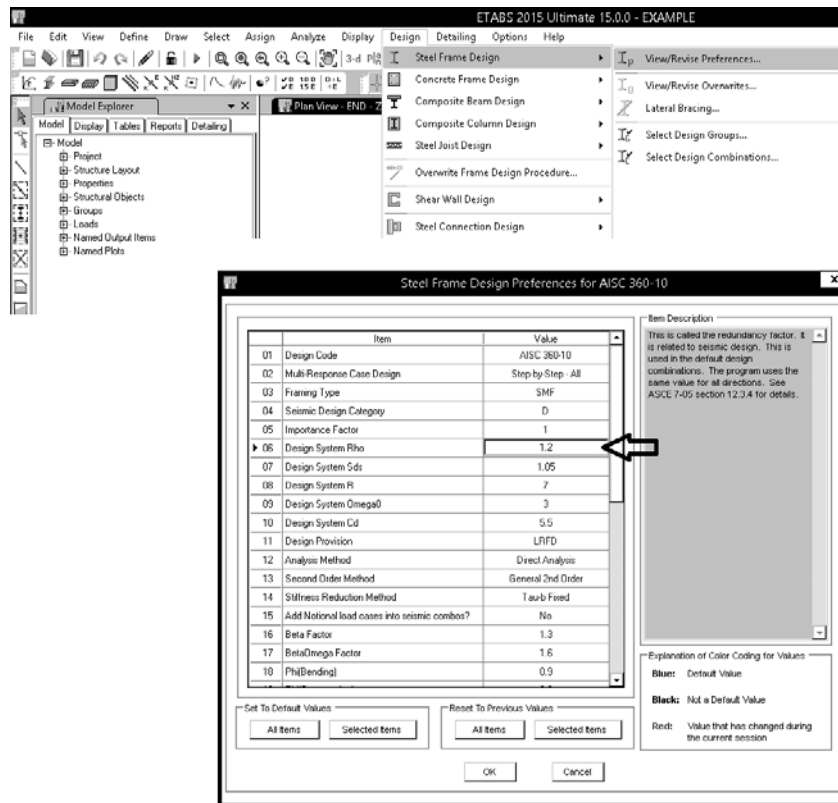 ETABS 2015 Ultimate 15.0.0 - EXAMPLE
File Edit View Define Draw Select Assign Analyze Display Design Detailing Options Help
3-d
Steel Frame Design
Concrete Frame Design
Composite Beam Design
Composite Column Design
Steel Joist Design
Overwrite Frame Design Procedure...
Shear Wall Design
Steel Connection Design
View/Revise Preferences...
View/Revise Overwrites...
Lateral Bracing...
Select Design Groups...
Select Design Combinations...
Model Explorer
Plan View - END - Z
Model Display Tables Reports Detailing
Model
Project
Structure Layout
Properties
Structural Objects
Groups
Loads
Named Output Items
Named Plots
Steel Frame Design Preferences for AISC 360-10
Item Value
01 Design Code AISC 360-10
02 Multi-Response Case Design Step-by-Step - All
03 Framing Type SMF
04 Seismic Design Category D
05 Importance Factor 1
06 Design System Rho 1.2
07 Design System Sds 1.05
08 Design System R 7
09 Design System Omega0 3
10 Design System Cd 5.5
11 Design Provision LRFD
12 Analysis Method Direct Analysis
13 Second Order Method General 2nd Order
14 Stiffness Reduction Method Tau-b Fixed
15 Add Notional load cases into seismic combos? No
16 Beta Factor 1.3
17 BetaOmega Factor 1.6
18 Phi(Bending) 0.9
Item Description
This is called the redundancy factor. It
is related to seismic design. This is
used in the default design
combinations. The program uses the
same value for all directions. See
ASCE 7-05 section 12.3.4 for details.
Explanation of Color Coding for Values
Blue: Default Value
Black: Not a Default Value
Red: Value that has changed during
the current session
Set To Default Values
All Items Selected Items
Reset To Previous Values
All Items Selected Items
OK Cancel